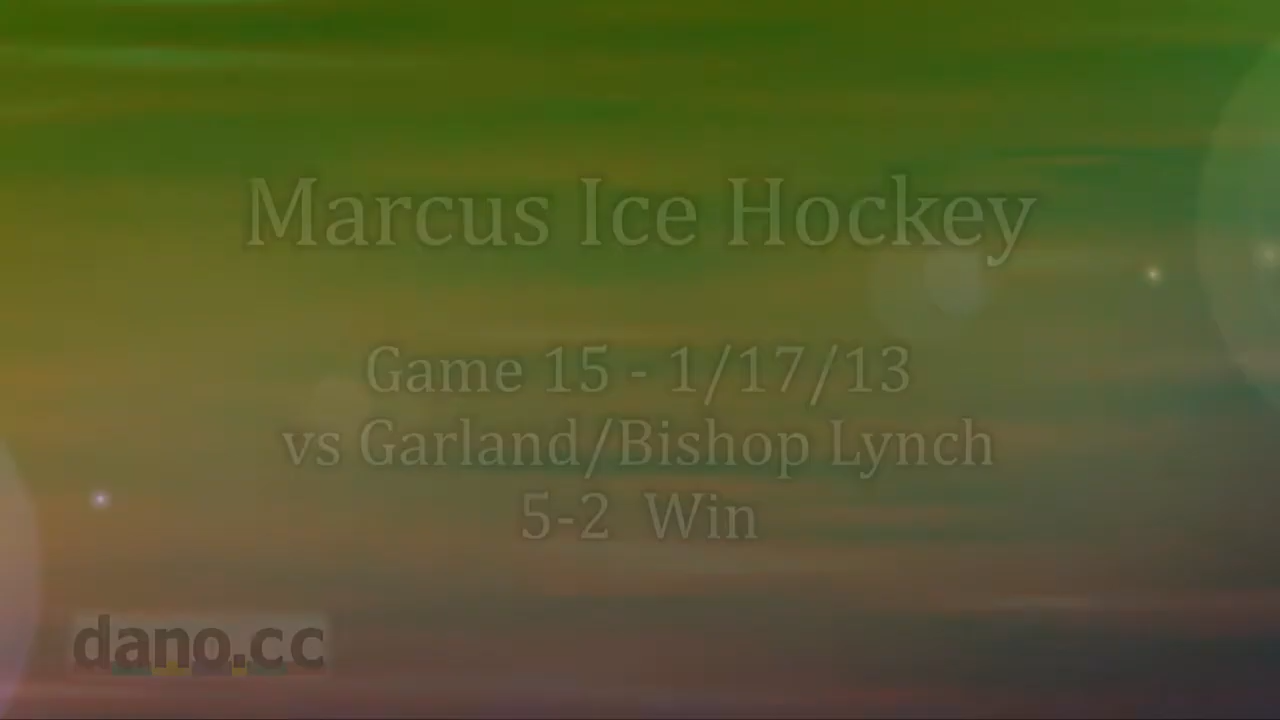 Marcus Ice Hockey
Game 15 - 1/17/13
vs Garland/Bishop Lynch
5-2 Win
dano.cc